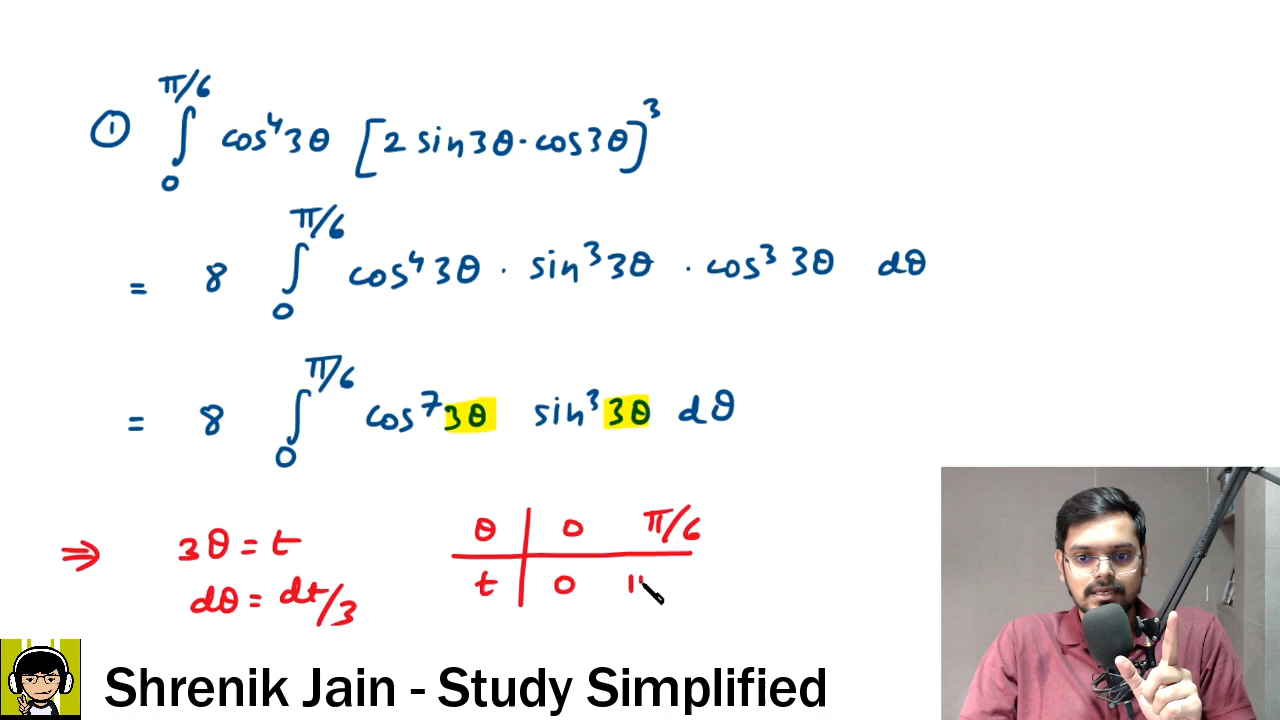 ① ∫₀^π/6 cos⁴3θ [2 sin3θ·cos3θ]³
= 8 ∫₀^π/6 cos⁴3θ · sin³3θ · cos³3θ dθ
= 8 ∫₀^π/6 cos⁷3θ sin³3θ dθ
⇒ 3θ = t
dθ = dt/3
θ | 0 π/6
t | 0
Shrenik Jain - Study Simplified